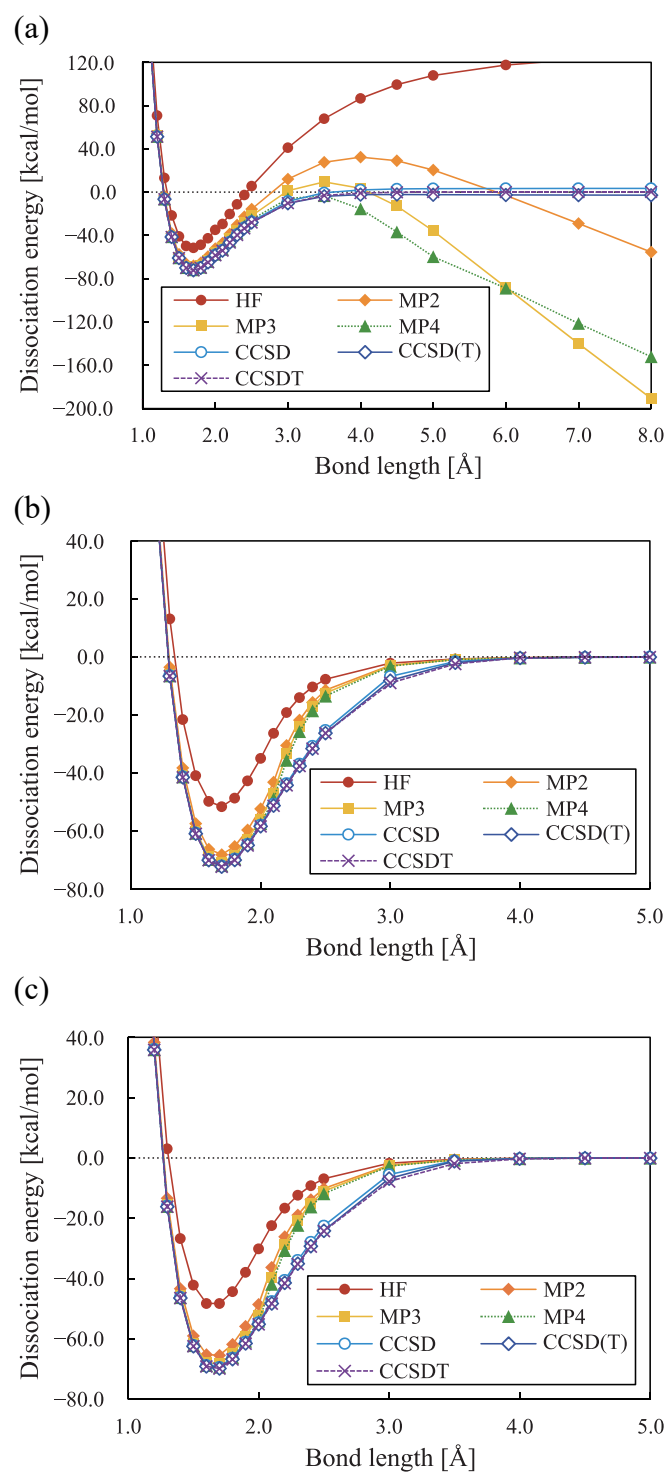 (a)
120.0
80.0
40.0
0.0
−40.0
−80.0
−120.0
−160.0
−200.0
Dissociation energy [kcal/mol]
HF MP2
MP3 MP4
CCSD CCSD(T)
CCSDT
1.0 2.0 3.0 4.0 5.0 6.0 7.0 8.0
Bond length [Å]
(b)
40.0
20.0
0.0
−20.0
−40.0
−60.0
−80.0
Dissociation energy [kcal/mol]
HF MP2
MP3 MP4
CCSD CCSD(T)
CCSDT
1.0 2.0 3.0 4.0 5.0
Bond length [Å]
(c)
40.0
20.0
0.0
−20.0
−40.0
−60.0
−80.0
Dissociation energy [kcal/mol]
HF MP2
MP3 MP4
CCSD CCSD(T)
CCSDT
1.0 2.0 3.0 4.0 5.0
Bond length [Å]